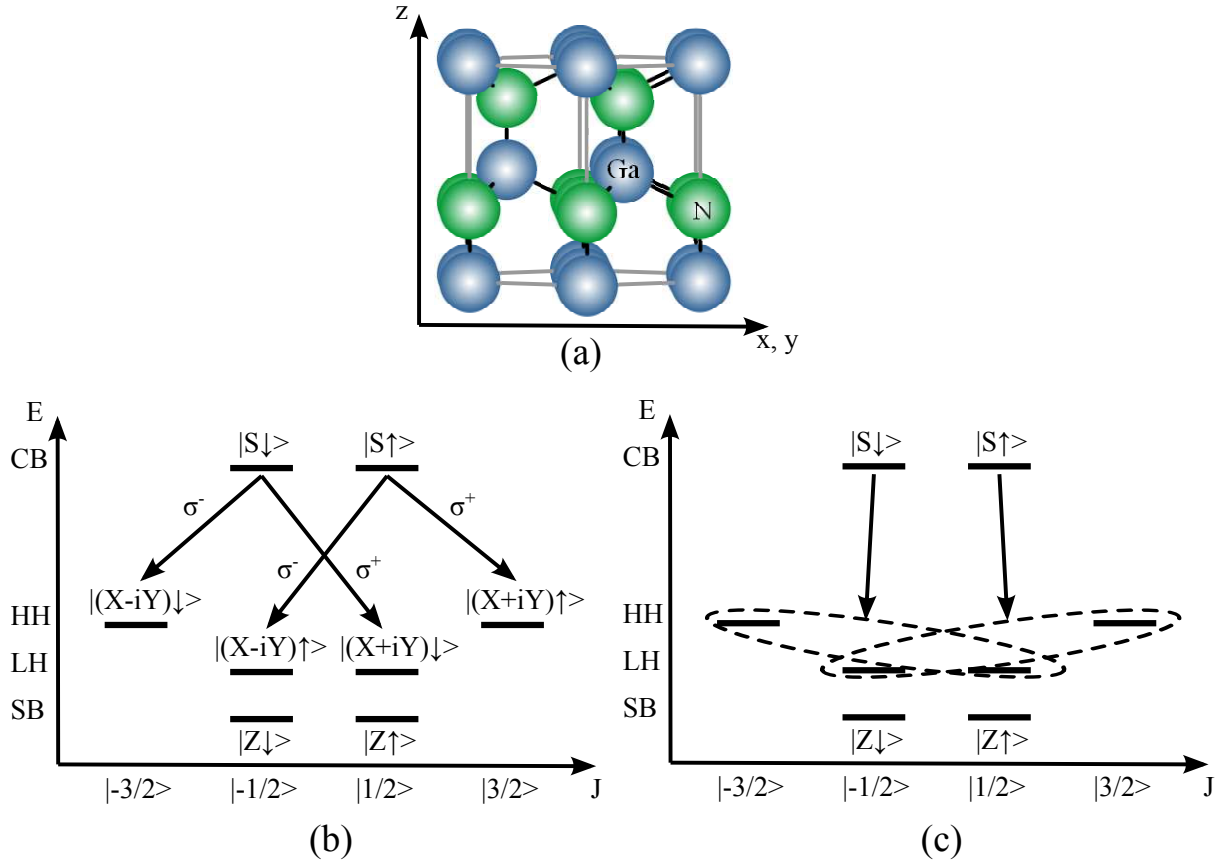 z
Ga
N
x, y
(a)
E
CB
|S↓>
|S↑>
σ⁻
σ⁺
σ⁻
σ⁺
|(X-iY)↓>
|(X+iY)↑>
HH
|(X-iY)↑>
|(X+iY)↓>
LH
SB
|Z↓>
|Z↑>
|-3/2>
|-1/2>
|1/2>
|3/2>
J
(b)
E
CB
|S↓>
|S↑>
HH
LH
SB
|Z↓>
|Z↑>
|-3/2>
|-1/2>
|1/2>
|3/2>
J
(c)